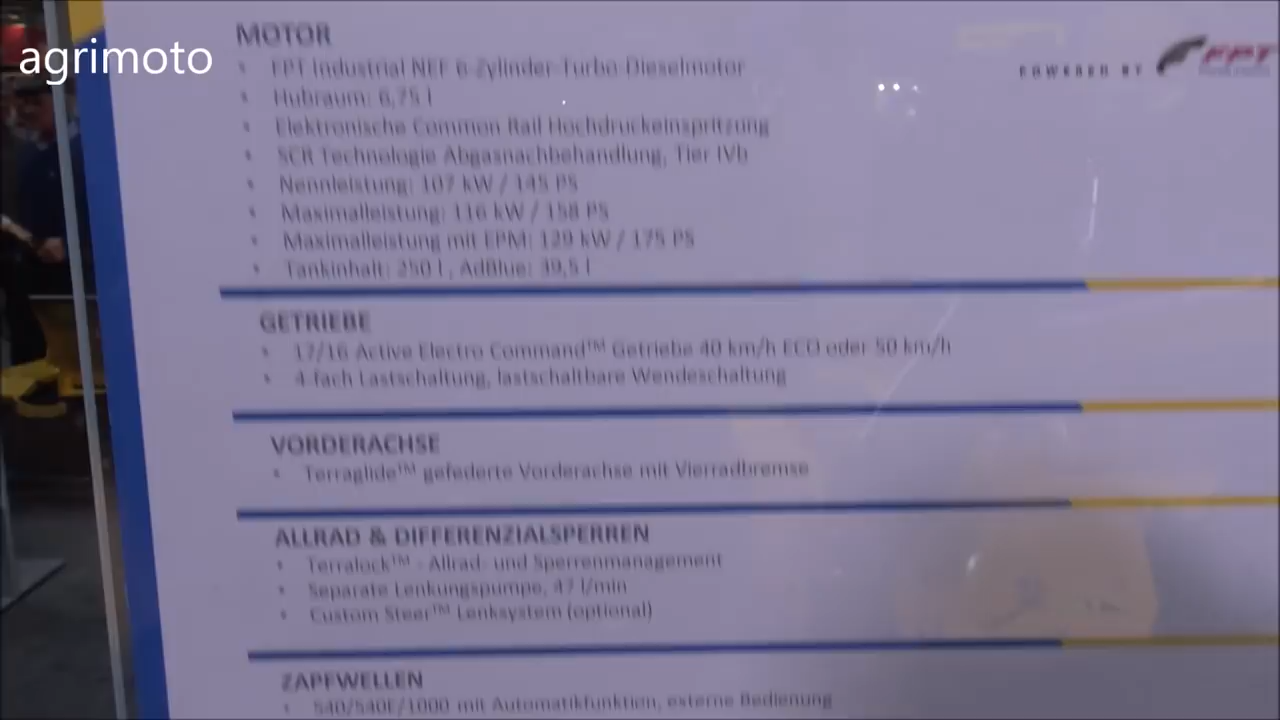 agrimoto
MOTOR
• FPT Industrial NEF 6-Zylinder-Turbo-Dieselmotor
• Hubraum: 6,75 l
• Elektronische Common Rail Hochdruckeinspritzung
• SCR Technologie Abgasnachbehandlung, Tier IVb
• Nennleistung: 107 kW / 145 PS
• Maximalleistung: 116 kW / 158 PS
• Maximalleistung mit EPM: 129 kW / 175 PS
• Tankinhalt: 250 l , AdBlue: 39,5 l
POWERED BY FPT
GETRIEBE
• 17/16 Active Electro Command™ Getriebe 40 km/h ECO oder 50 km/h
• 4-fach Lastschaltung, lastschaltbare Wendeschaltung
VORDERACHSE
• Terraglide™ gefederte Vorderachse mit Vierradbremse
ALLRAD & DIFFERENZIALSPERREN
• Terralock™ - Allrad- und Sperrenmanagement
• Separate Lenkungspumpe, 47 l/min
• Custom Steer™ Lenksystem (optional)
ZAPFWELLEN
• 540/540E/1000 mit Automatikfunktion, externe Bedienung